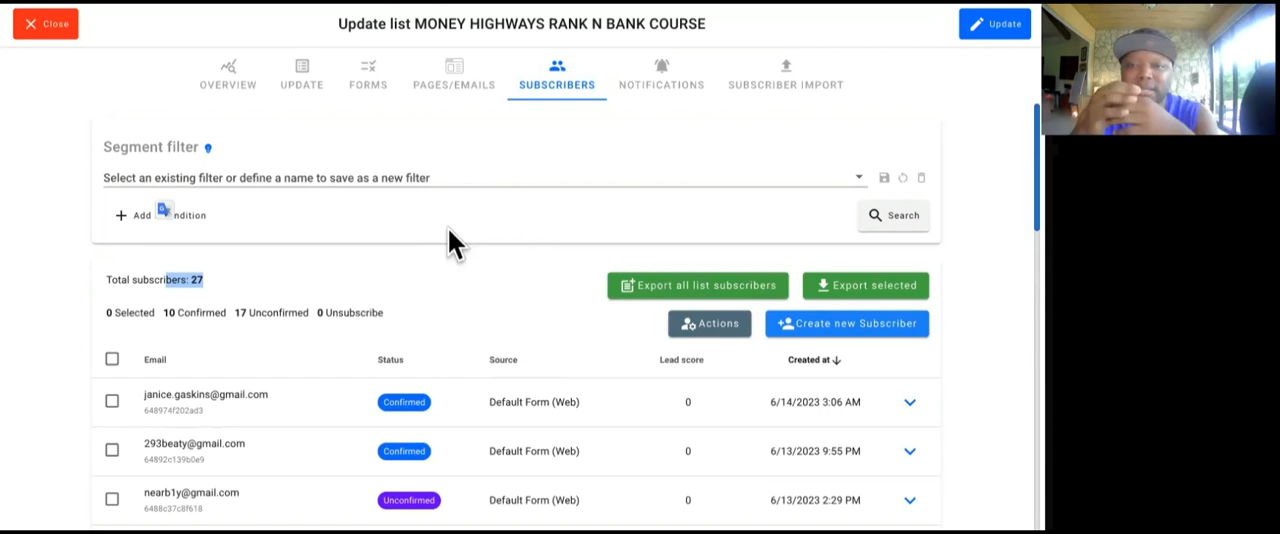 Close
Update list MONEY HIGHWAYS RANK N BANK COURSE
Update
OVERVIEW
UPDATE
FORMS
PAGES/EMAILS
SUBSCRIBERS
NOTIFICATIONS
SUBSCRIBER IMPORT
Segment filter
Select an existing filter or define a name to save as a new filter
Add ndition
Search
Total subscribers: 27
Export all list subscribers
Export selected
0 Selected 10 Confirmed 17 Unconfirmed 0 Unsubscribe
Actions
Create new Subscriber
Email Status Source Lead score Created at
janice.gaskins@gmail.com
648974f202ad3
Confirmed Default Form (Web) 0 6/14/2023 3:06 AM
293beaty@gmail.com
64892c139b0e9
Confirmed Default Form (Web) 0 6/13/2023 9:55 PM
nearb1y@gmail.com
6488c37c8f618
Unconfirmed Default Form (Web) 0 6/13/2023 2:29 PM